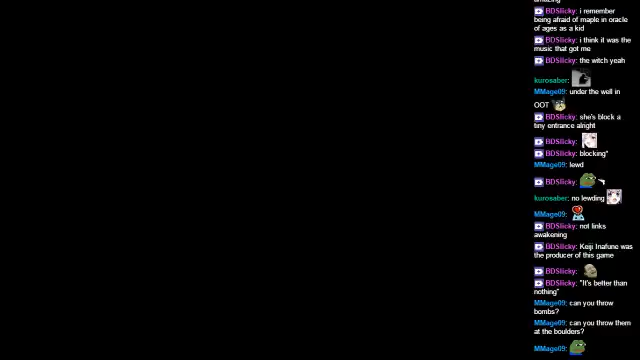 amazing
BDSlicky: i remember
being afraid of maple in oracle
of ages as a kid
BDSlicky: i think it was the
music that got me
BDSlicky: the witch yeah
kurosaber:
MMage09: under the well in
OOT
BDSlicky: she's block a
tiny entrance alright
BDSlicky:
BDSlicky: blocking*
MMage09: lewd
BDSlicky:
kurosaber: no lewding
MMage09:
BDSlicky: not links
awakening
BDSlicky: Keiji Inafune was
the producer of this game
BDSlicky:
BDSlicky: "It's better than
nothing"
MMage09: can you throw
bombs?
MMage09: can you throw them
at the boulders?
MMage09: